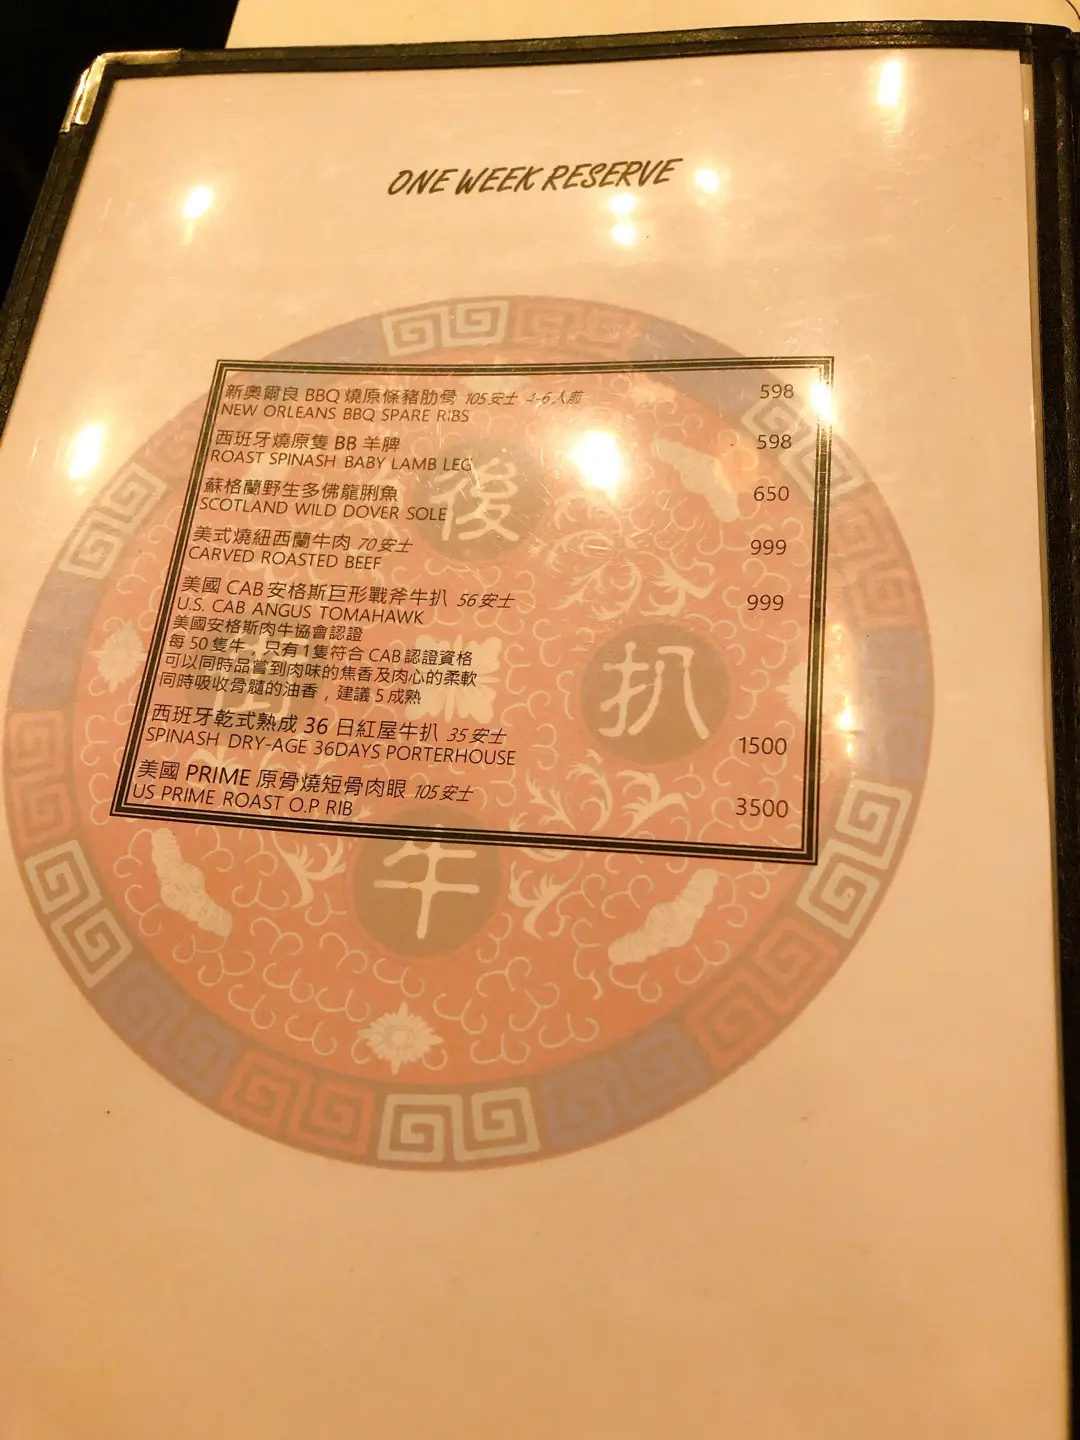 ONE WEEK RESERVE
新奧爾良 BBQ 燒原條豬肋骨 105安士 4-6人前 598
NEW ORLEANS BBQ SPARE RIBS
西班牙燒原隻 BB 羊脾 598
ROAST SPINASH BABY LAMB LEG
蘇格蘭野生多佛龍脷魚 650
SCOTLAND WILD DOVER SOLE
美式燒紐西蘭牛肉 70安士 999
CARVED ROASTED BEEF
美國 CAB 安格斯巨形戰斧牛扒 56安士 999
U.S. CAB ANGUS TOMAHAWK
美國安格斯肉牛協會認證
每 50 隻牛，只有1隻符合 CAB 認證資格
可以同時品嘗到肉味的焦香及肉心的柔軟
同時吸收骨髓的油香，建議 5 成熟
西班牙乾式熟成 36 日紅屋牛扒 35安士 1500
SPINASH DRY-AGE 36DAYS PORTERHOUSE
美國 PRIME 原骨燒短骨肉眼 105安士 3500
US PRIME ROAST O.P RIB
後
扒
牛